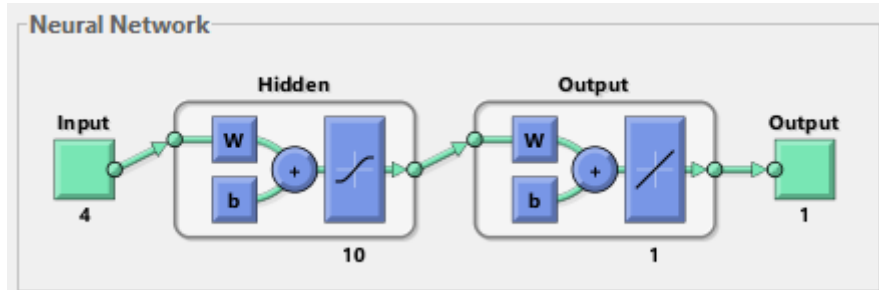 Neural Network
Hidden
Output
Input
Output
W
+
W
+
b
b
4
1
10
1